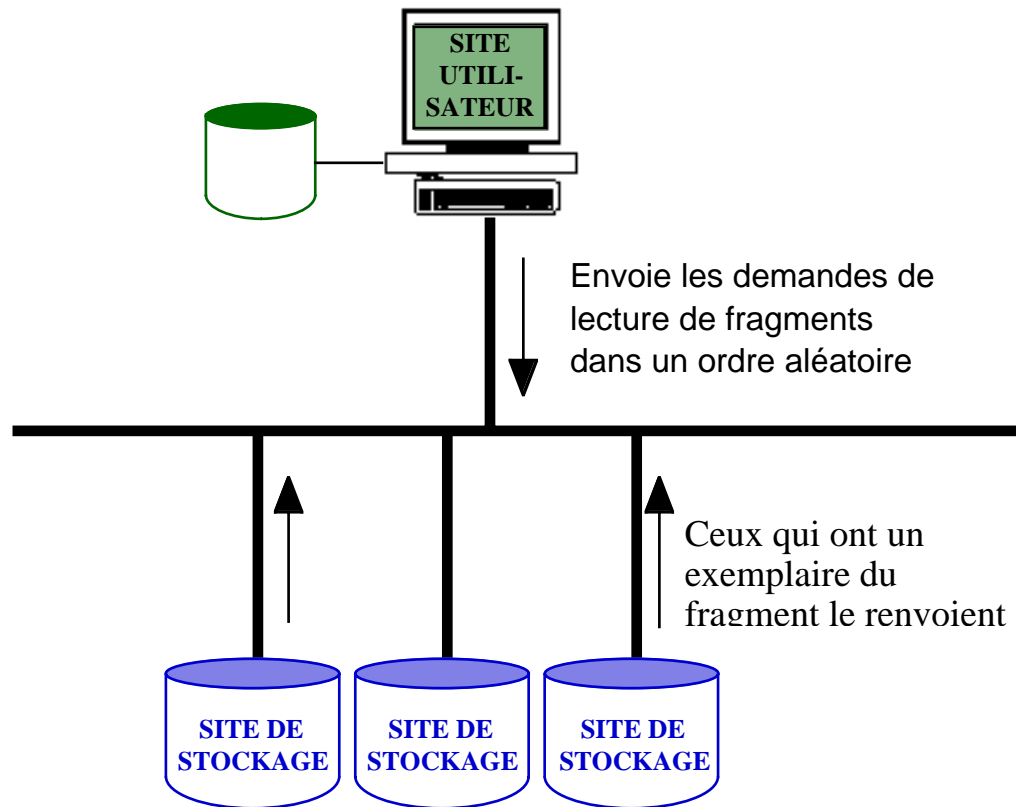 SITE
UTILI-
SATEUR
Envoie les demandes de
lecture de fragments
dans un ordre aléatoire
Ceux qui ont un
exemplaire du
fragment le renvoient
SITE DE
STOCKAGE
SITE DE
STOCKAGE
SITE DE
STOCKAGE